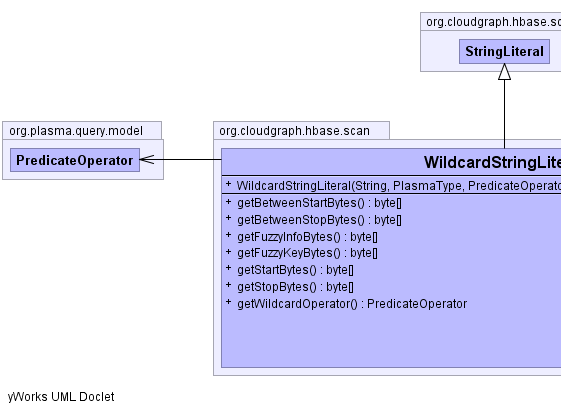 org.cloudgraph.hbase.sc
StringLiteral
org.plasma.query.model
PredicateOperator
org.cloudgraph.hbase.scan
WildcardStringLite
+ WildcardStringLiteral(String, PlasmaType, PredicateOperato
+ getBetweenStartBytes() : byte[]
+ getBetweenStopBytes() : byte[]
+ getFuzzyInfoBytes() : byte[]
+ getFuzzyKeyBytes() : byte[]
+ getStartBytes() : byte[]
+ getStopBytes() : byte[]
+ getWildcardOperator() : PredicateOperator
yWorks UML Doclet